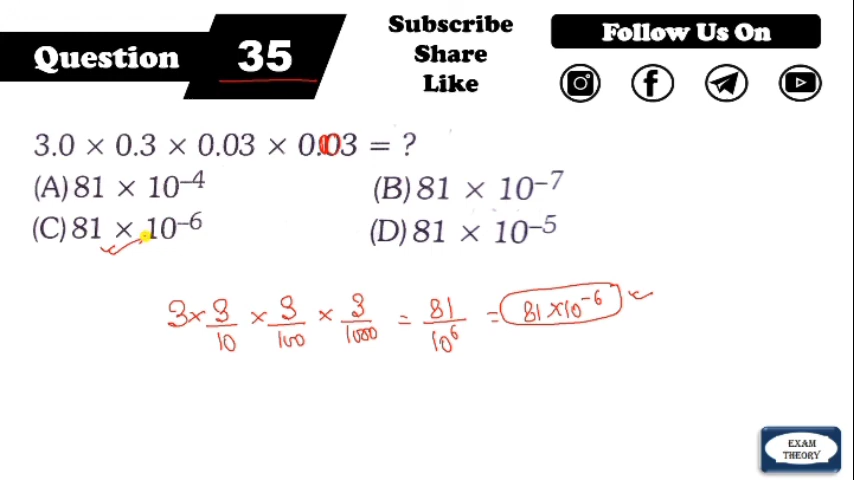 Question 35
Subscribe
Share
Like
Follow Us On
3.0 × 0.3 × 0.03 × 0.003 = ?
(A) 81 × 10⁻⁴
(B) 81 × 10⁻⁷
(C) 81 × 10⁻⁶
(D) 81 × 10⁻⁵
3 × 3/10 × 3/100 × 3/1000 = 81/10⁶ = 81 × 10⁻⁶
EXAM
THEORY